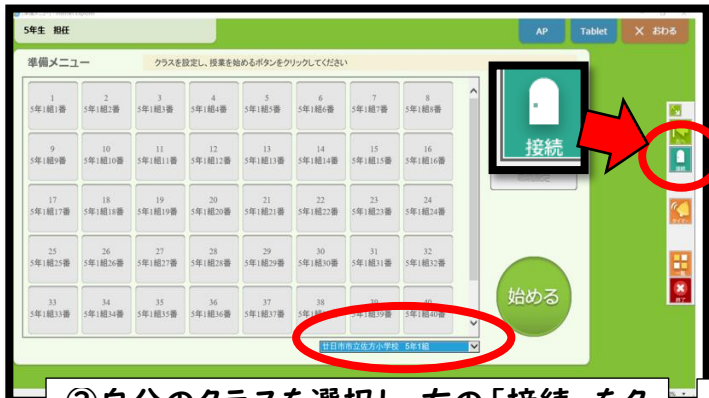 5年生 担任
AP
Tablet
× おわる
準備メニュー
クラスを設定し、授業を始めるボタンをクリックしてください
1 2 3 4 5 6 7 8
5年1組1番 5年1組2番 5年1組3番 5年1組4番 5年1組5番 5年1組6番 5年1組7番 5年1組8番
9 10 11 12 13 14 15 16
5年1組9番 5年1組10番 5年1組11番 5年1組12番 5年1組13番 5年1組14番 5年1組15番 5年1組16番
17 18 19 20 21 22 23 24
5年1組17番 5年1組18番 5年1組19番 5年1組20番 5年1組21番 5年1組22番 5年1組23番 5年1組24番
25 26 27 28 29 30 31 32
5年1組25番 5年1組26番 5年1組27番 5年1組28番 5年1組29番 5年1組30番 5年1組31番 5年1組32番
33 34 35 36 37 38 39 40
5年1組33番 5年1組34番 5年1組35番 5年1組36番 5年1組37番 5年1組39番 5年1組40番
廿日市市立佐方小学校 5年1組
接続
接続
始める
終了